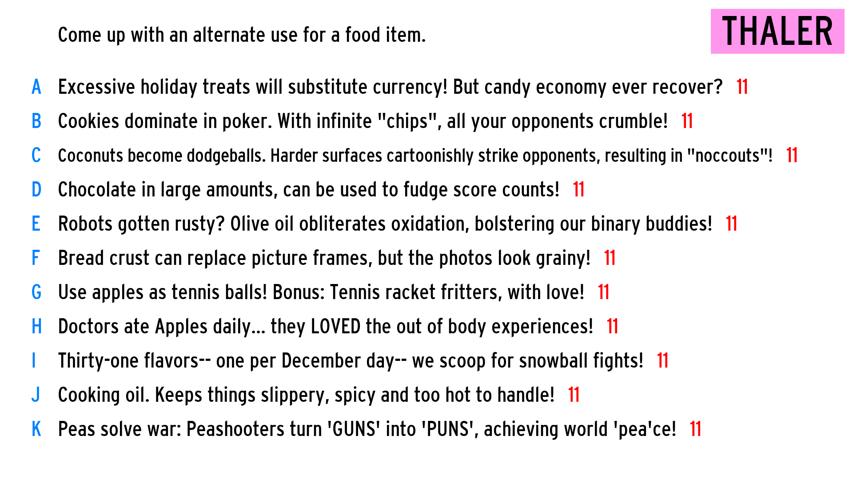 Come up with an alternate use for a food item.
THALER
A Excessive holiday treats will substitute currency! But candy economy ever recover? 11
B Cookies dominate in poker. With infinite "chips", all your opponents crumble! 11
C Coconuts become dodgeballs. Harder surfaces cartoonishly strike opponents, resulting in "noccouts"! 11
D Chocolate in large amounts, can be used to fudge score counts! 11
E Robots gotten rusty? Olive oil obliterates oxidation, bolstering our binary buddies! 11
F Bread crust can replace picture frames, but the photos look grainy! 11
G Use apples as tennis balls! Bonus: Tennis racket fritters, with love! 11
H Doctors ate Apples daily... they LOVED the out of body experiences! 11
I Thirty-one flavors-- one per December day-- we scoop for snowball fights! 11
J Cooking oil. Keeps things slippery, spicy and too hot to handle! 11
K Peas solve war: Peashooters turn 'GUNS' into 'PUNS', achieving world 'pea'ce! 11